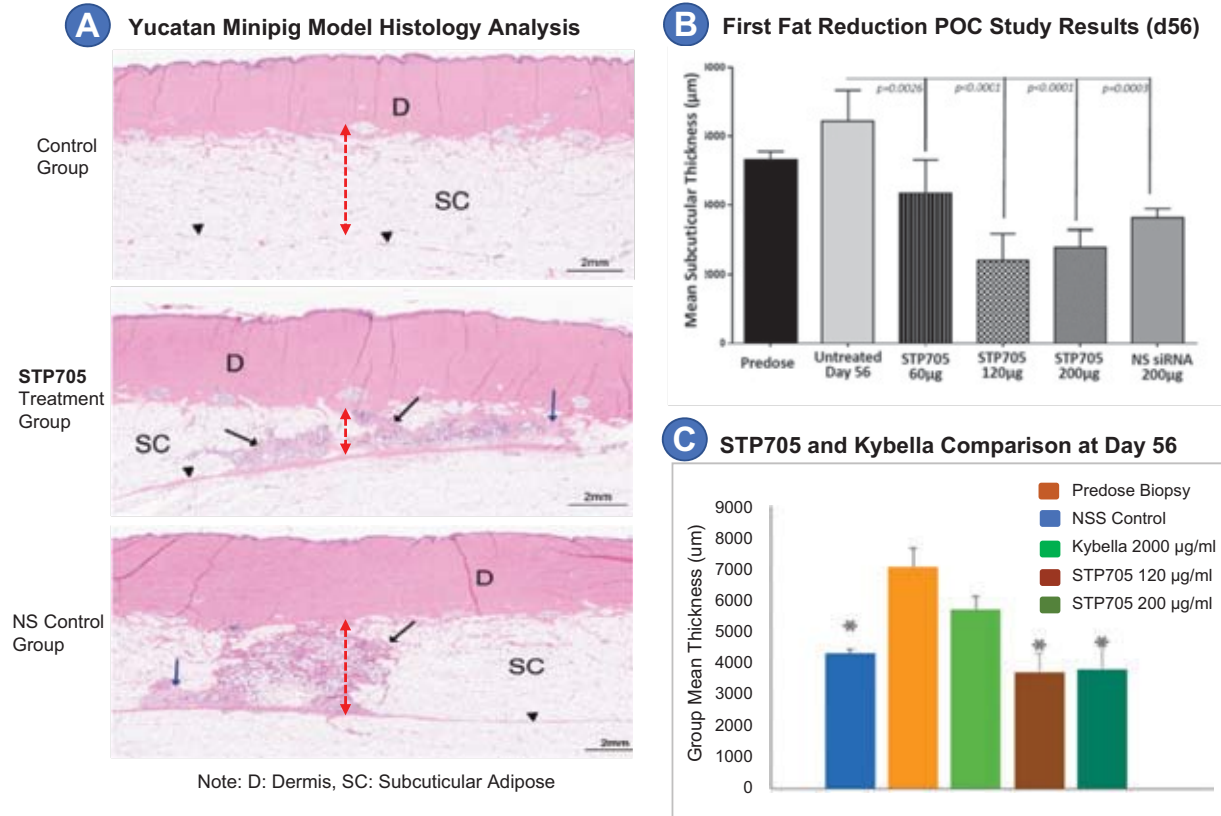 A
Yucatan Minipig Model Histology Analysis
Control
Group
D
SC
2mm
STP705
Treatment
Group
D
SC
2mm
NS Control
Group
D
SC
2mm
Note: D: Dermis, SC: Subcuticular Adipose
B
First Fat Reduction POC Study Results (d56)
Mean Subcuticular Thickness (μm)
0
p=0.0026
p<0.0001
p<0.0001
p=0.0003
Predose
Untreated
Day 56
STP705
60μg
STP705
120μg
STP705
200μg
NS siRNA
200μg
C
STP705 and Kybella Comparison at Day 56
Group Mean Thickness (um)
9000
8000
7000
6000
5000
4000
3000
2000
1000
0
Predose Biopsy
NSS Control
Kybella 2000 μg/ml
STP705 120 μg/ml
STP705 200 μg/ml
* * *